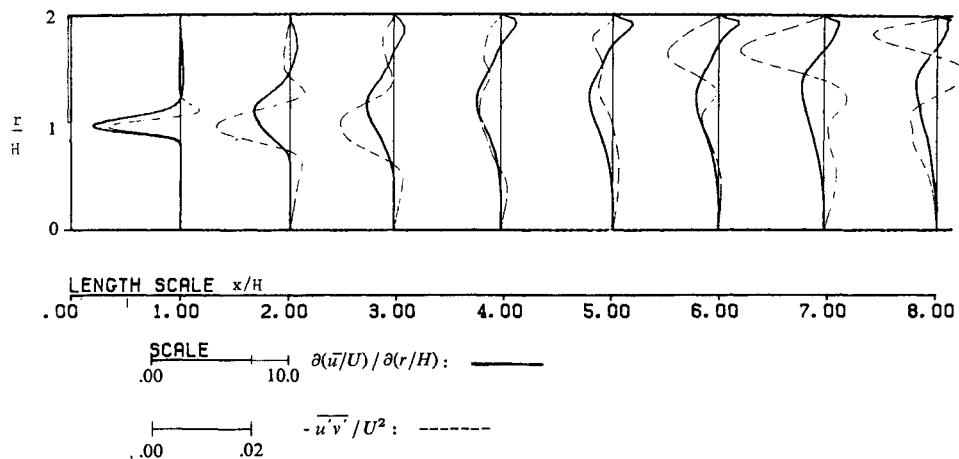 2
r
1
H
0
LENGTH SCALE x/H
.00 1.00 2.00 3.00 4.00 5.00 6.00 7.00 8.00
SCALE
∂(u̅/U)/∂(r/H):
.00 10.0
-u'v'/U²:
.00 .02